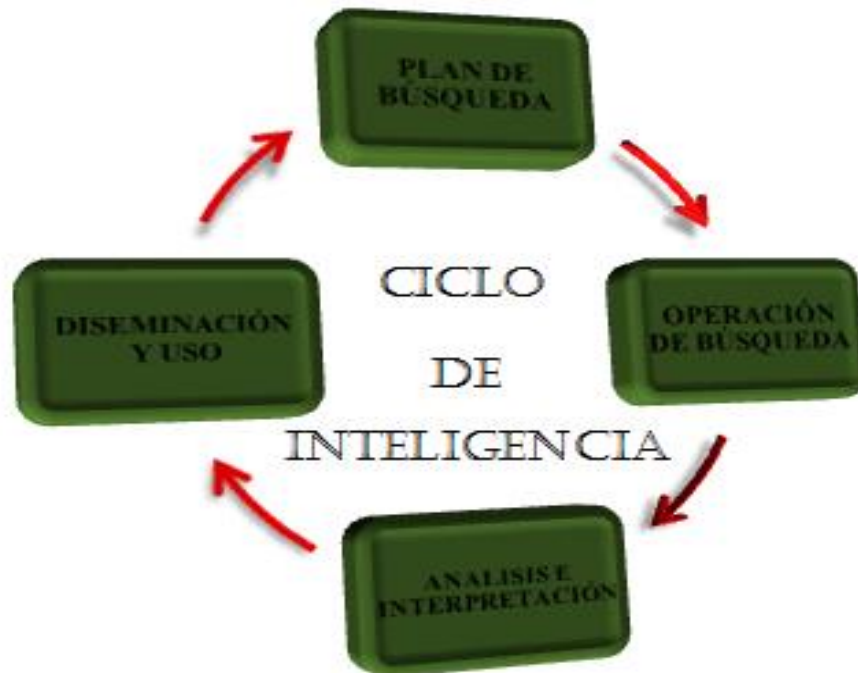 PLAN DE
BÚSQUEDA
CICLO
DE
INTELIGENCIA
OPERACIÓN
DE BÚSQUEDA
ANALISIS E
INTERPRETACIÓN
DISEMINACIÓN
Y USO